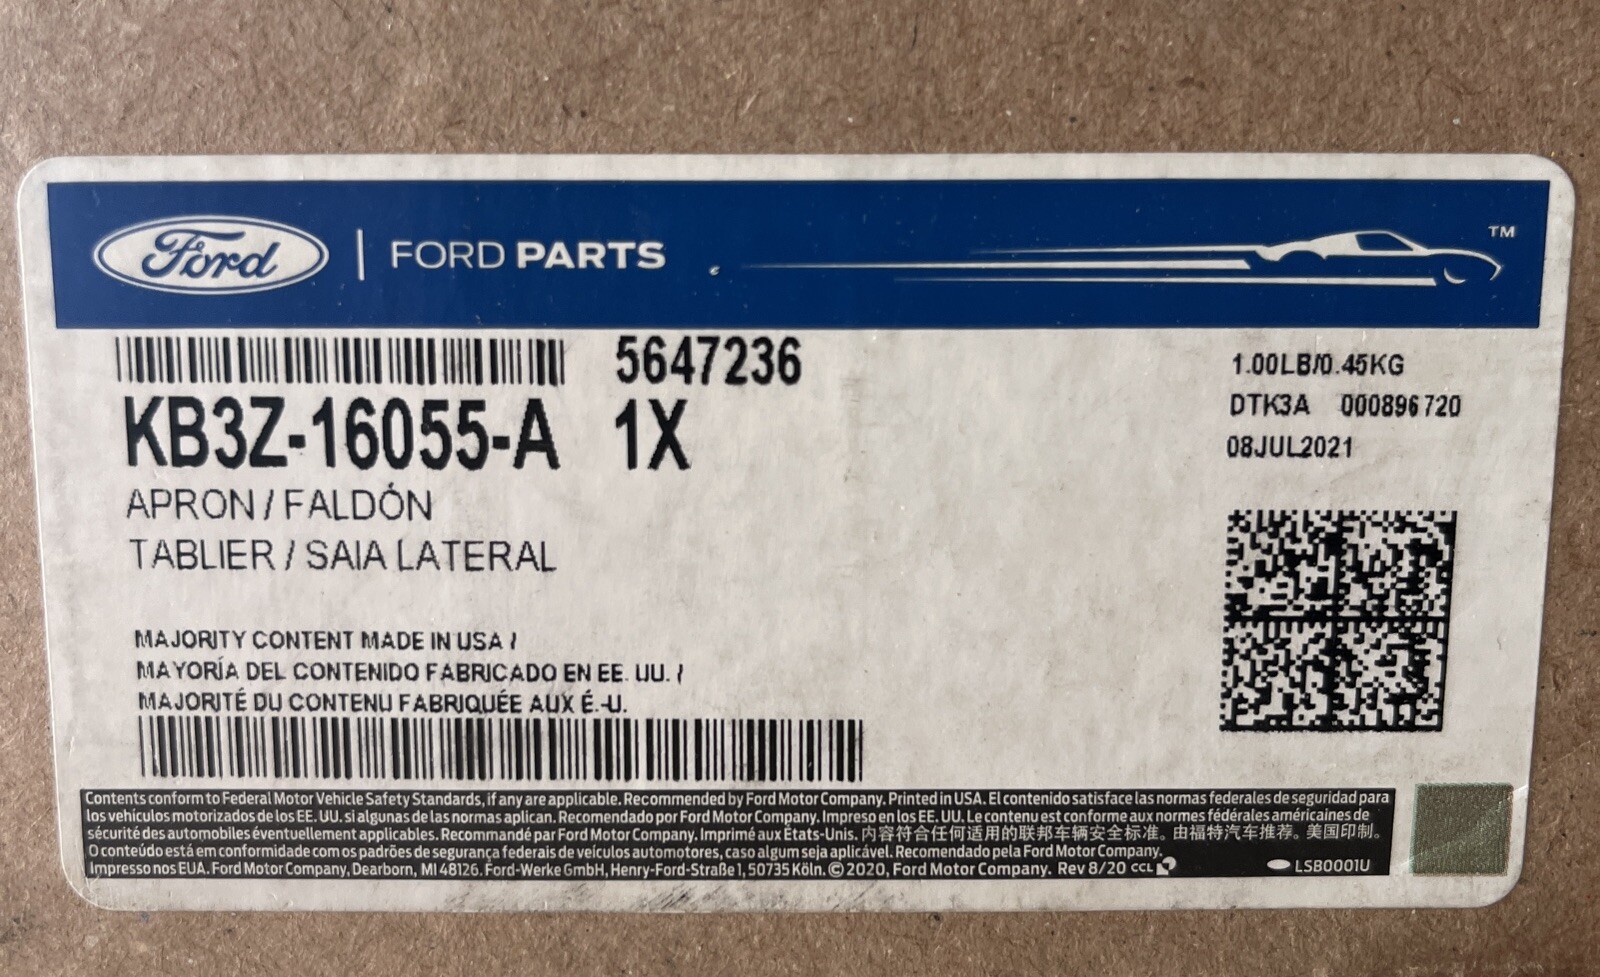 Ford | FORD PARTS ™
5647236
1.00LB/0.45KG
KB3Z-16055-A 1X
DTK3A 000896720
08JUL2021
APRON / FALDÓN
TABLIER / SAIA LATERAL
MAJORITY CONTENT MADE IN USA /
MAYORÍA DEL CONTENIDO FABRICADO EN EE. UU. /
MAJORITÉ DU CONTENU FABRIQUÉE AUX É.-U.
Contents conform to Federal Motor Vehicle Safety Standards, if any are applicable. Recommended by Ford Motor Company. Printed in USA. El contenido satisface las normas federales de seguridad para
los vehículos motorizados de los EE. UU. si algunas de las normas aplican. Recomendado por Ford Motor Company. Impreso en los EE. UU. Le contenu est conforme aux normes fédérales américaines de
sécurité des automobiles éventuellement applicables. Recommandé par Ford Motor Company. Imprimé aux États-Unis. 内容符合任何适用的联邦车辆安全标准。由福特汽车推荐。美国印制。
O conteúdo está em conformidade com os padrões de segurança federais de veículos automotores, caso algum seja aplicável. Recomendado pela Ford Motor Company.
Impresso nos EUA. Ford Motor Company, Dearborn, MI 48126. Ford-Werke GmbH, Henry-Ford-Straße 1, 50735 Köln. © 2020, Ford Motor Company. Rev 8/20 CCL LSB0001U